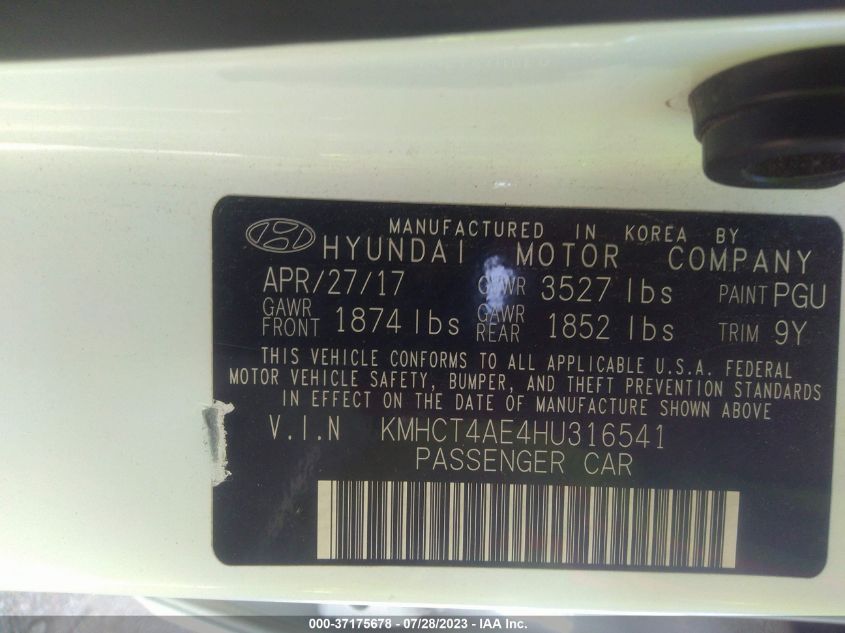 MANUFACTURED IN KOREA BY
HYUNDAI MOTOR COMPANY
APR/27/17 GVWR 3527 lbs PAINT PGU
GAWR FRONT 1874 lbs GAWR REAR 1852 lbs TRIM 9Y
THIS VEHICLE CONFORMS TO ALL APPLICABLE U.S.A. FEDERAL
MOTOR VEHICLE SAFETY, BUMPER, AND THEFT PREVENTION STANDARDS
IN EFFECT ON THE DATE OF MANUFACTURE SHOWN ABOVE
V.I.N KMHCT4AE4HU316541
PASSENGER CAR
000-37175678 - 07/28/2023 - IAA Inc.